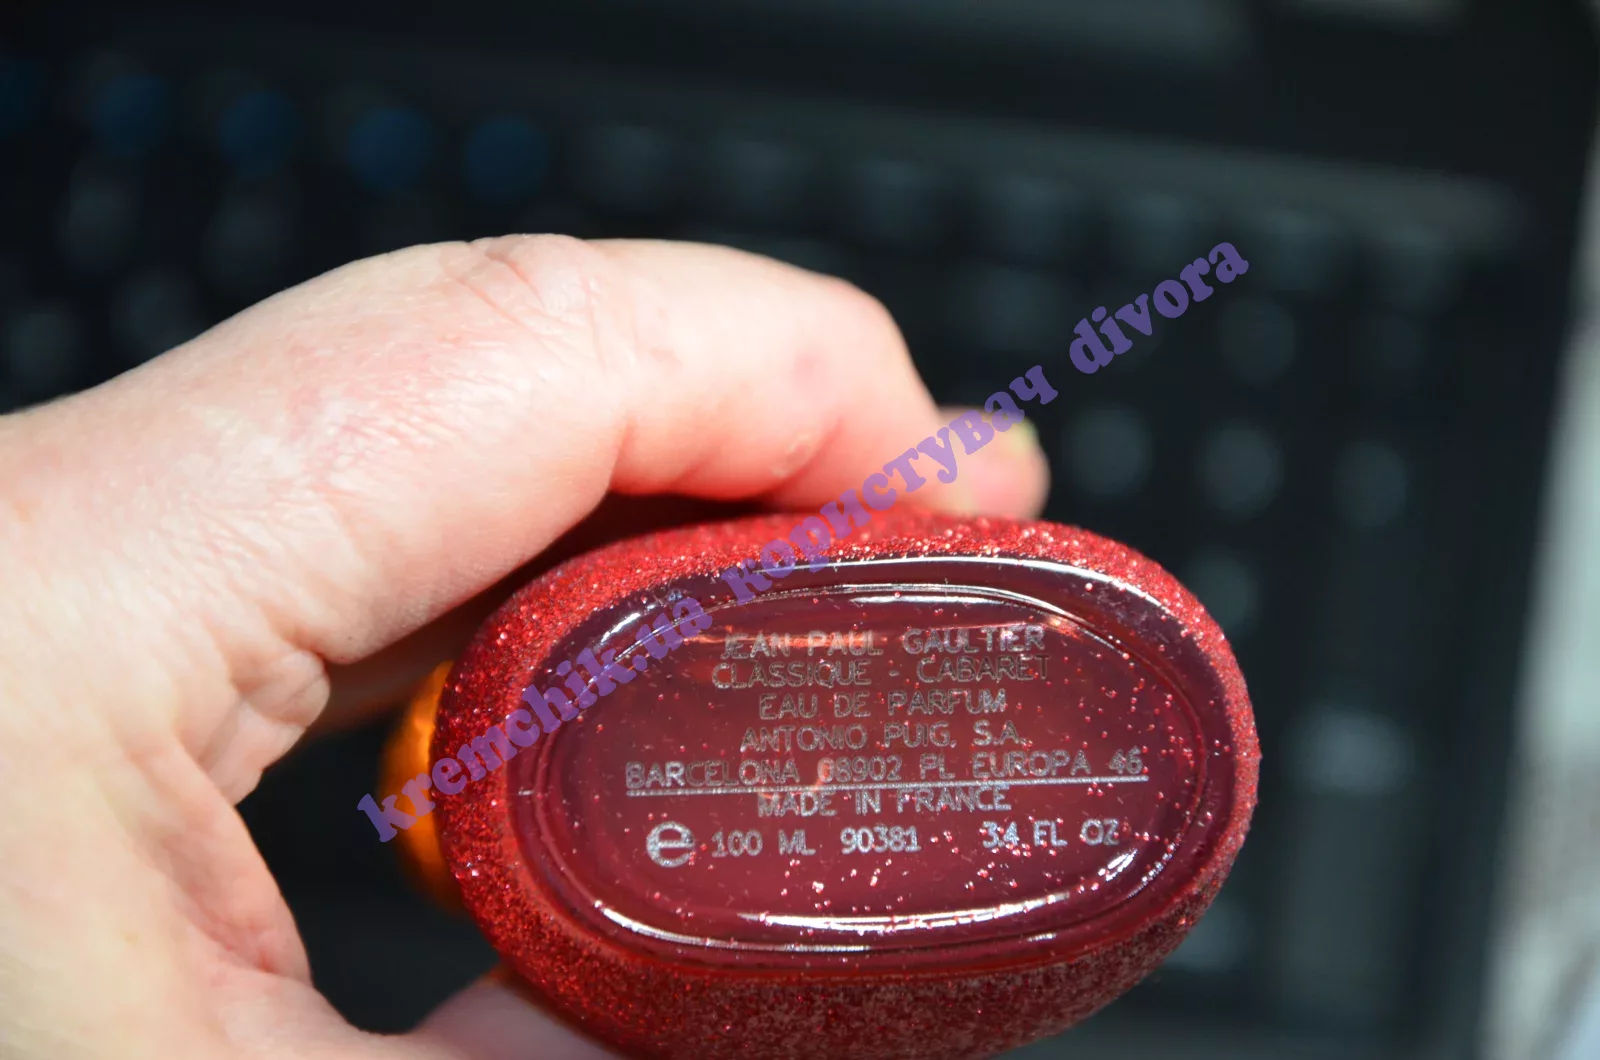 JEAN PAUL GAULTIER
CLASSIQUE - CABARET
EAU DE PARFUM
ANTONIO PUIG, S.A.
BARCELONA 08902 PL EUROPA 46.
MADE IN FRANCE
e 100 ML 90381 3.4 FL OZ
kremchik.ua користувач divora